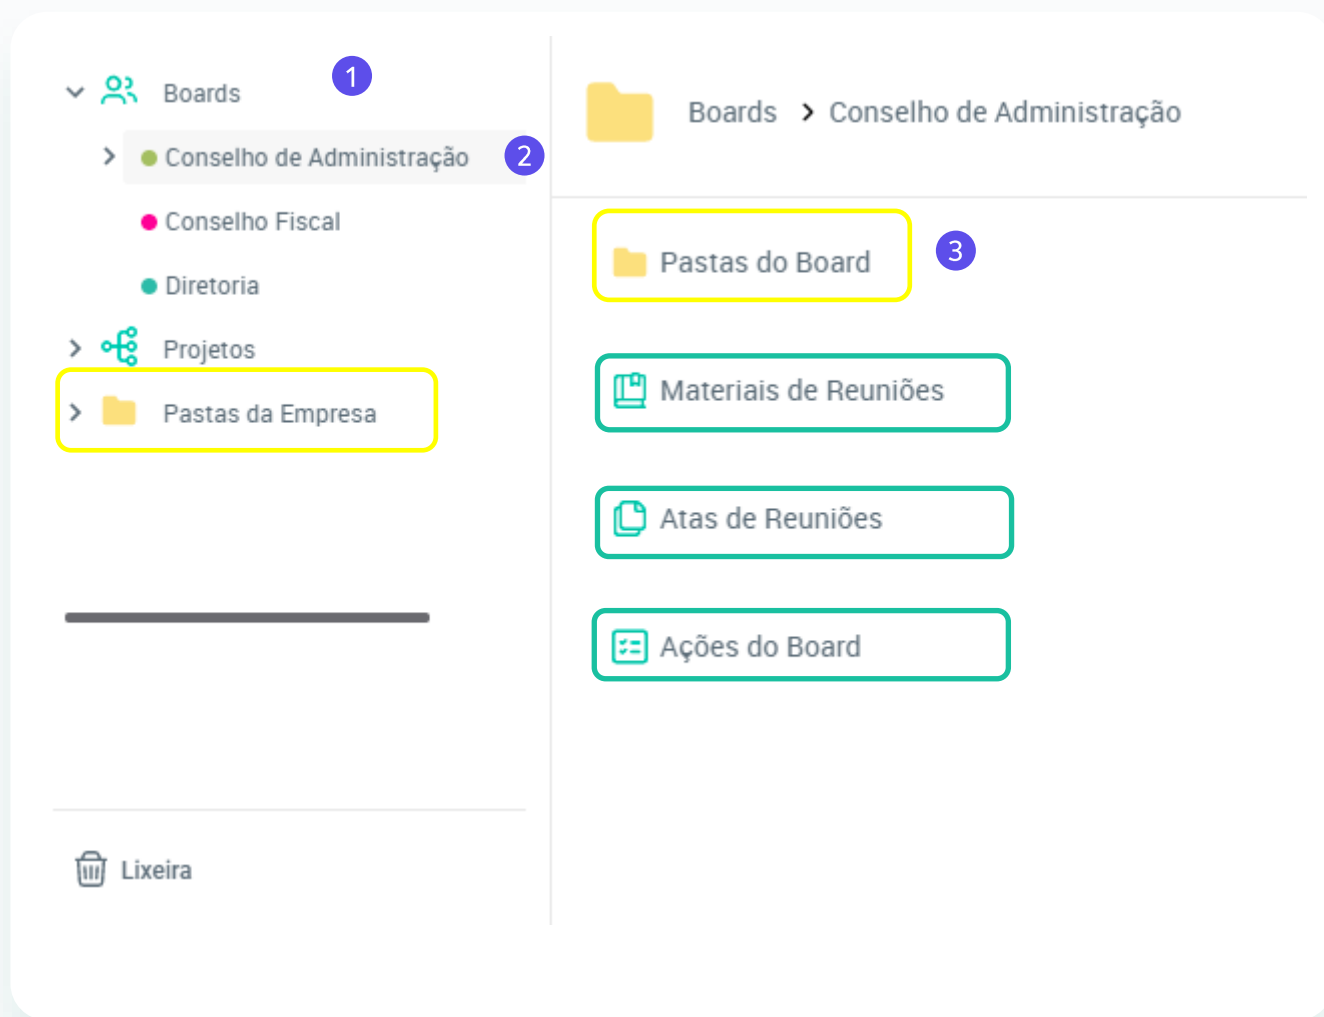 Boards
1
Conselho de Administração
2
Conselho Fiscal
Diretoria
Projetos
Pastas da Empresa
Lixeira
Boards > Conselho de Administração
Pastas do Board
3
Materiais de Reuniões
Atas de Reuniões
Ações do Board